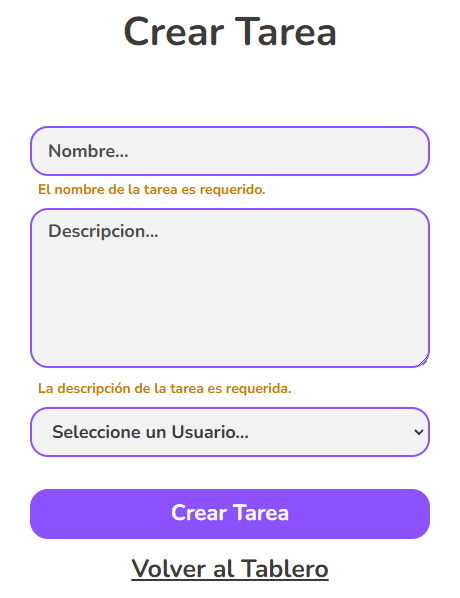 Crear Tarea
Nombre...
El nombre de la tarea es requerido.
Descripcion...
La descripción de la tarea es requerida.
Seleccione un Usuario...
Crear Tarea
Volver al Tablero